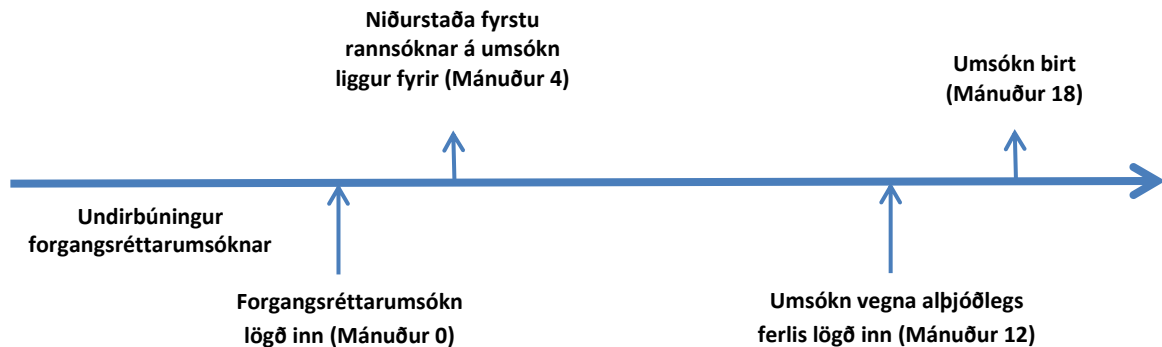 Niðurstaða fyrstu
rannsóknar á umsókn
liggur fyrir (Mánuður 4)
Umsókn birt
(Mánuður 18)
Undirbúningur
forgangsréttarumsóknar
Forgangsréttarumsókn
lögð inn (Mánuður 0)
Umsókn vegna alþjóðlegs
ferlis lögð inn (Mánuður 12)